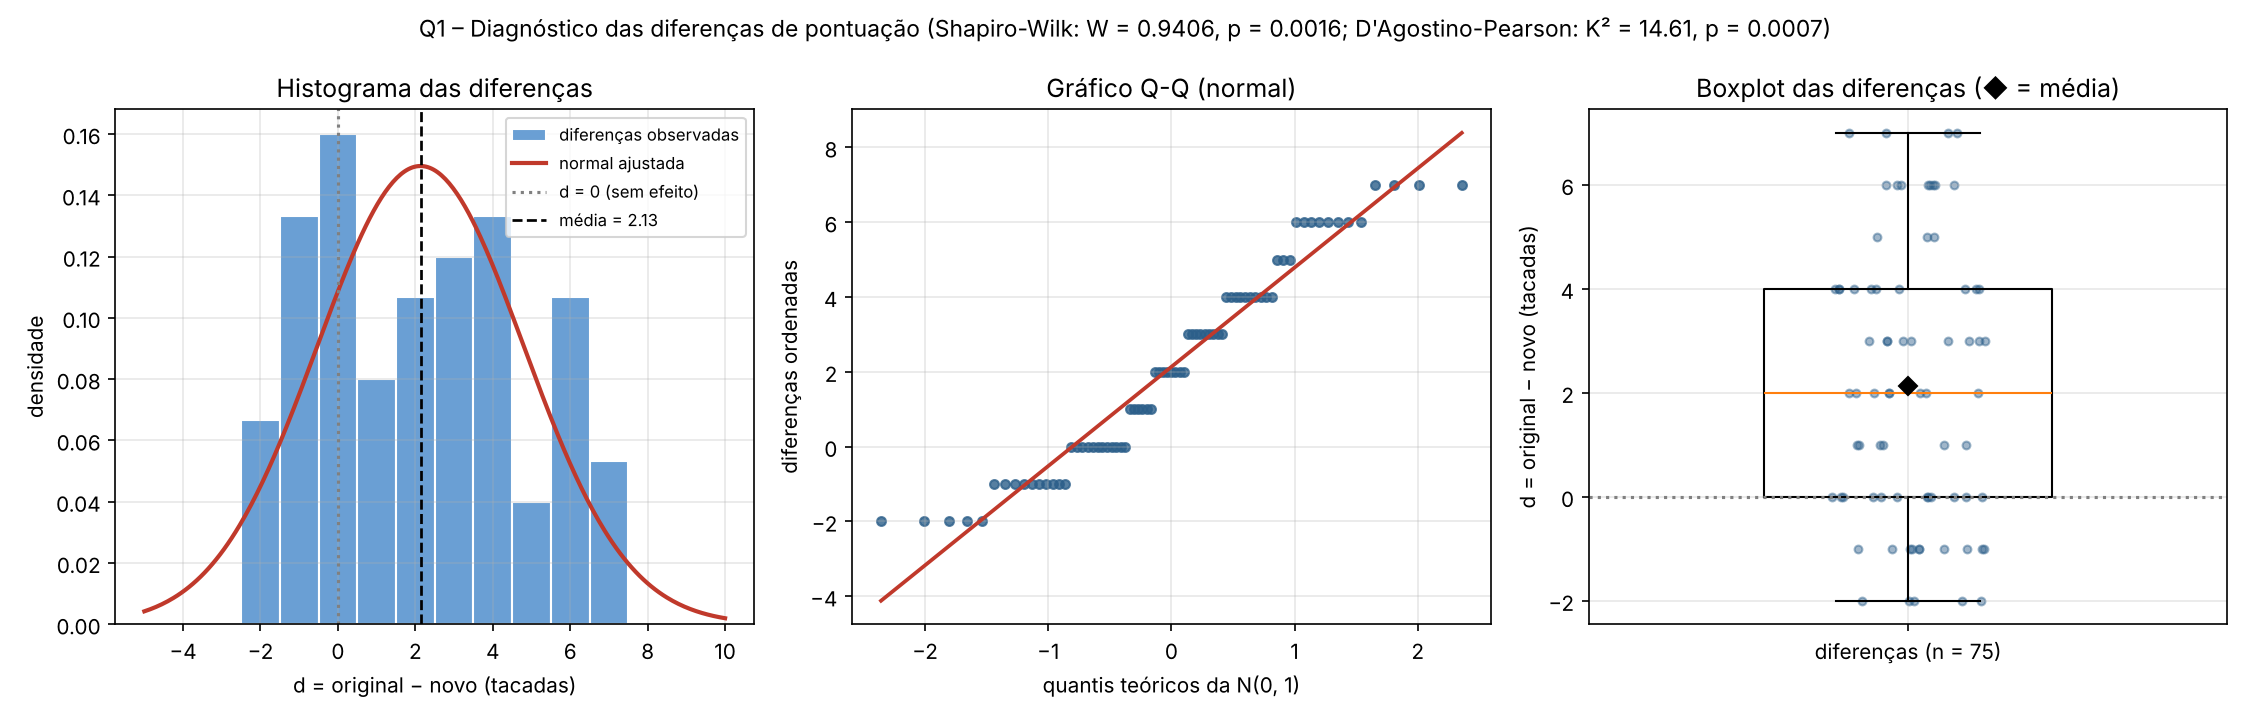 Q1 – Diagnóstico das diferenças de pontuação (Shapiro-Wilk: W = 0.9406, p = 0.0016; D'Agostino-Pearson: K² = 14.61, p = 0.0007)
Histograma das diferenças
densidade
0.16
0.14
0.12
0.10
0.08
0.06
0.04
0.02
0.00
diferenças observadas
normal ajustada
d = 0 (sem efeito)
média = 2.13
−4 −2 0 2 4 6 8 10
d = original − novo (tacadas)
Gráfico Q-Q (normal)
diferenças ordenadas
8
6
4
2
0
−2
−4
−2 −1 0 1 2
quantis teóricos da N(0, 1)
Boxplot das diferenças (◆ = média)
d = original − novo (tacadas)
6
4
2
0
−2
diferenças (n = 75)